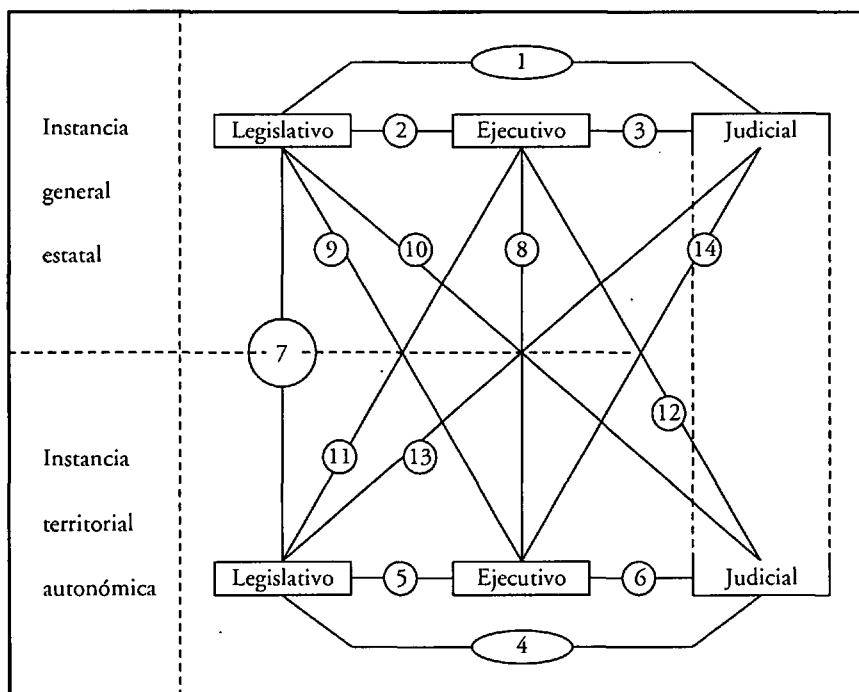 1
Instancia
general
estatal
Legislativo 2 Ejecutivo 3 Judicial
9 10 8 14
7
12
11 13
Instancia
territorial
autonómica
Legislativo 5 Ejecutivo 6 Judicial
4